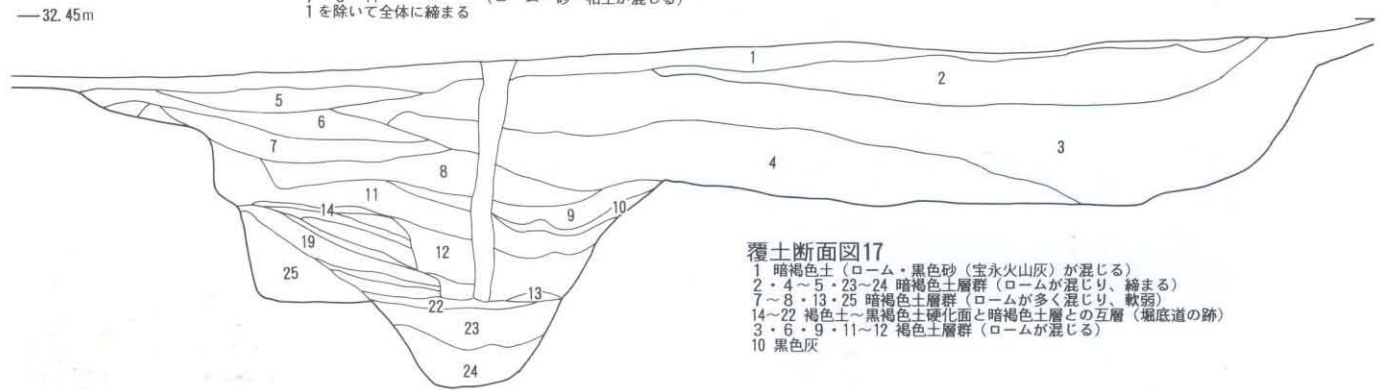 1を除いて全体に締まる
32.45m
1
2
3
4
5
6
7
8
9
10
11
12
13
14
19
22
23
24
25
覆土断面図17
1 暗褐色土（ローム・黒色砂（宝永火山灰）が混じる）
2・4～5・23～24 暗褐色土層群（ロームが混じり、締まる）
7～8・13・25 暗褐色土層群（ロームが多く混じり、軟弱）
14～22 褐色土～黒褐色土硬化面と暗褐色土層との互層（堀底道の跡）
3・6・9・11～12 褐色土層群（ロームが混じる）
10 黒色灰